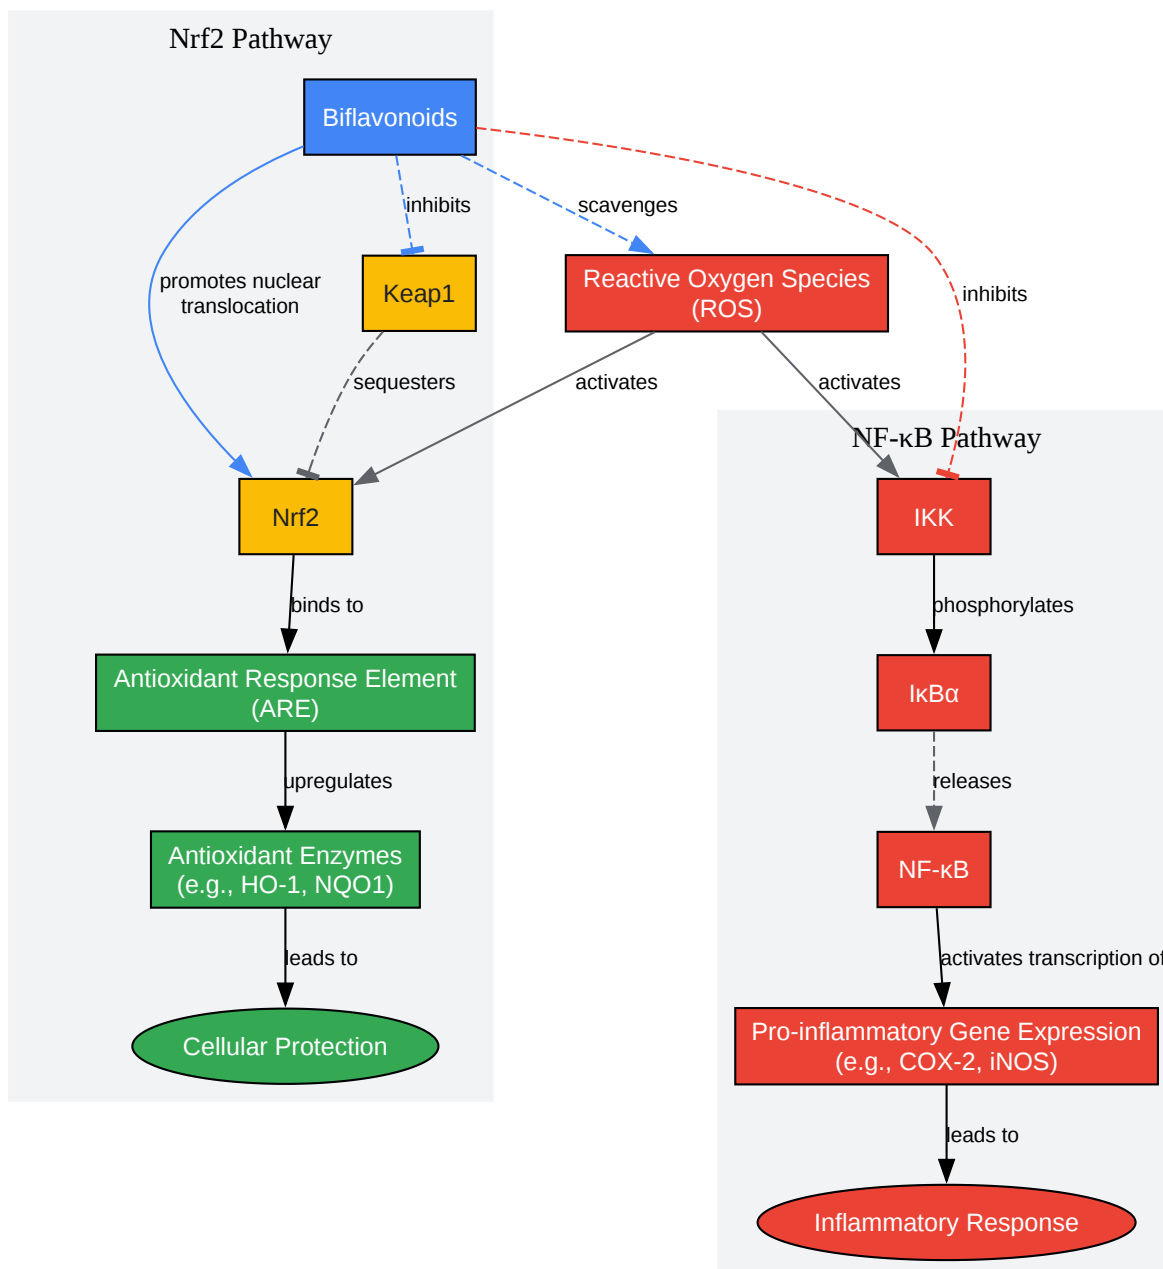 Nrf2 Pathway
Biflavonoids
inhibits
scavenges
promotes nuclear
translocation
Keap1
Reactive Oxygen Species
(ROS)
inhibits
sequesters
activates
activates
NF-κB Pathway
Nrf2
IKK
binds to
phosphorylates
Antioxidant Response Element
(ARE)
IκBα
upregulates
releases
Antioxidant Enzymes
(e.g., HO-1, NQO1)
NF-κB
leads to
activates transcription of
Cellular Protection
Pro-inflammatory Gene Expression
(e.g., COX-2, iNOS)
leads to
Inflammatory Response